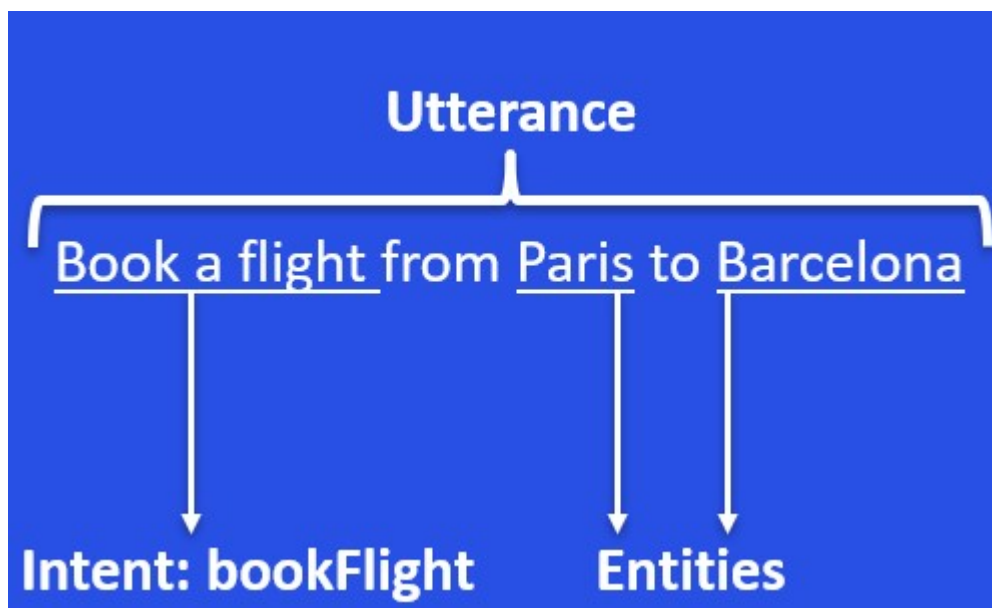 Utterance
Book a flight from Paris to Barcelona
Intent: bookFlight Entities